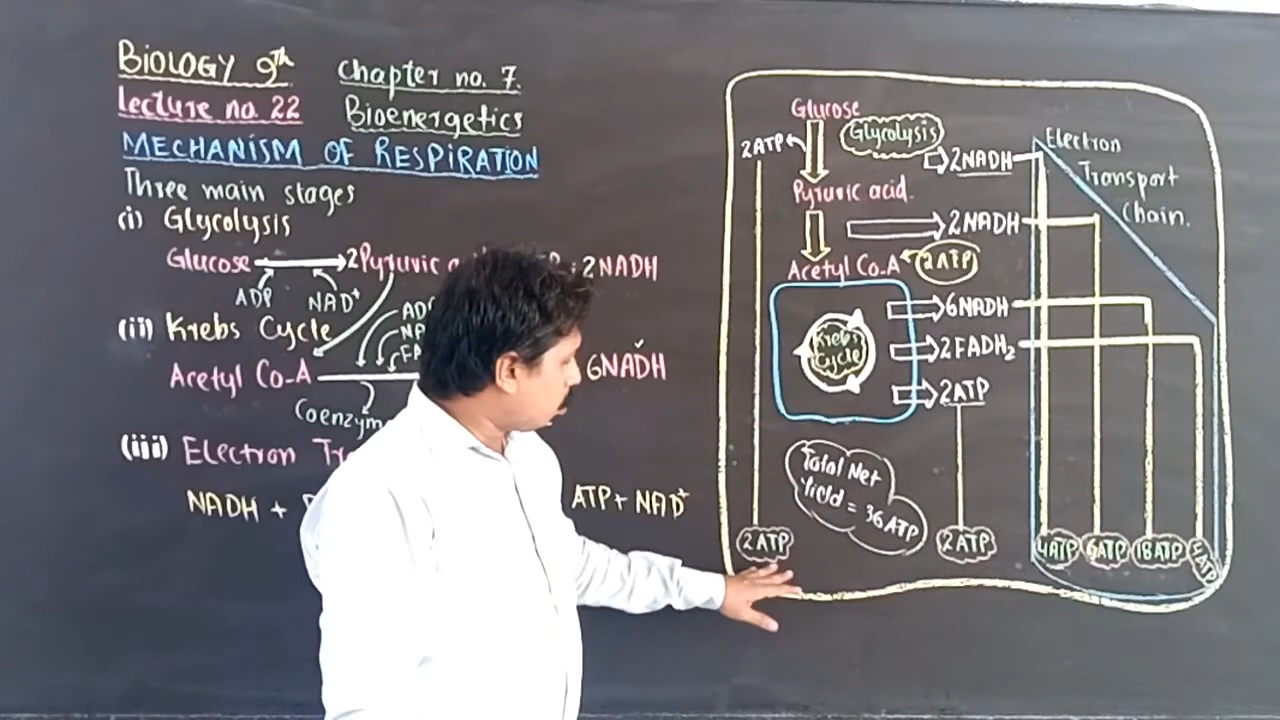 BiOLOGY 9th
chapter no. 7.
lecture no. 22
Bioenergetics
MECHANISM OF RESPIRATION
Three main stages
(i) Glycolysis
Glucose 2Pyruvic 2NADH
ADP NAD+
(ii) Krebs Cycle
Acetyl Co-A 6NADH
(iii) Electron
NADH + ATP + NAD+
Glucose
Glycolysis
2ATP
2NADH
Pyruvic acid.
2NADH
Acetyl Co-A
2ATP
Krebs
Cycle
6NADH
2FADH2
2ATP
Electron
Transport
Chain.
Total Net
Yield = 36 ATP
2ATP
2ATP
4ATP
6ATP
18ATP
4ATP